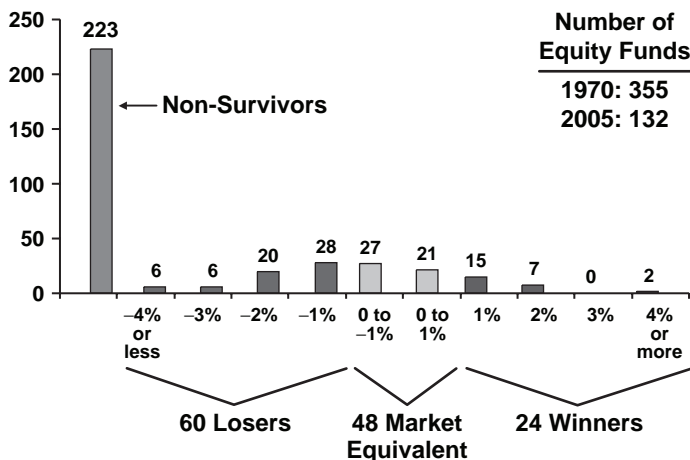 250
200
150
100
50
0
223
Non-Survivors
6
6
20
28
27
21
15
7
0
2
Number of
Equity Funds
1970: 355
2005: 132
–4%
or
less
–3%
–2%
–1%
0 to
–1%
0 to
1%
1%
2%
3%
4%
or
more
60 Losers
48 Market
Equivalent
24 Winners